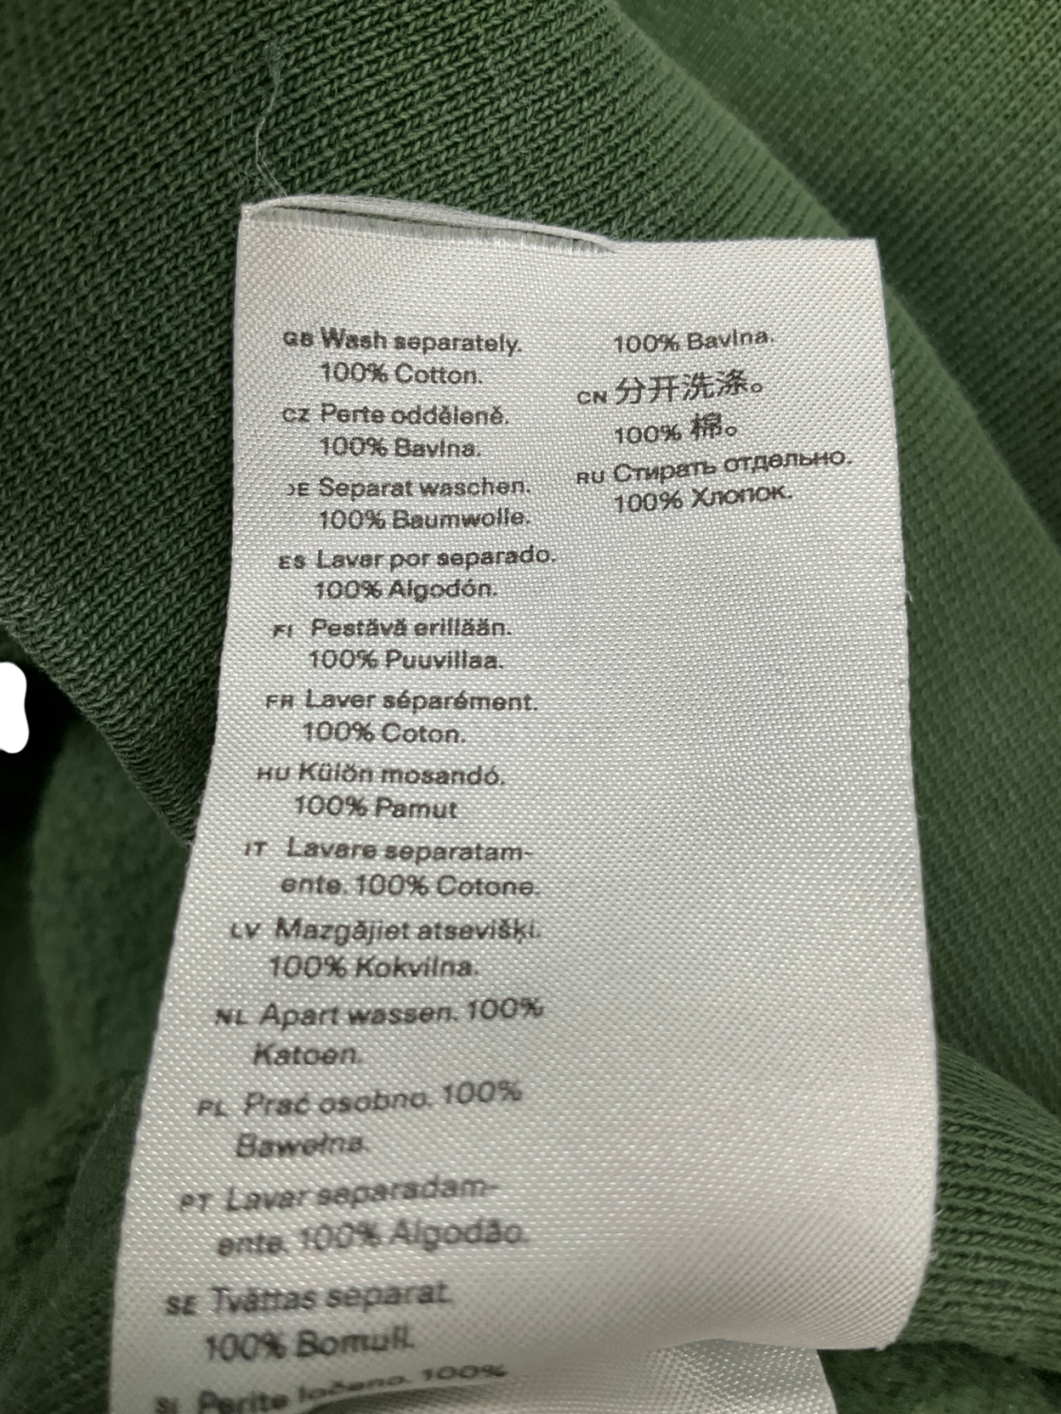 GB Wash separately.
100% Cotton.
CZ Perte odděleně.
100% Bavlna.
DE Separat waschen.
100% Baumwolle.
ES Lavar por separado.
100% Algodón.
FI Pestävä erillään.
100% Puuvillaa.
FR Laver séparément.
100% Coton.
HU Külön mosandó.
100% Pamut
IT Lavare separatam-
ente. 100% Cotone.
LV Mazgājiet atsevišķi.
100% Kokvilna.
NL Apart wassen. 100%
Katoen.
PL Prać osobno. 100%
Bawełna.
PT Lavar separadam-
ente. 100% Algodão.
SE Tvättas separat.
100% Bomull.
SI Perite ločeno. 100%
100% Bavlna.
CN 分开洗涤。
100% 棉。
RU Стирать отдельно.
100% Хлопок.